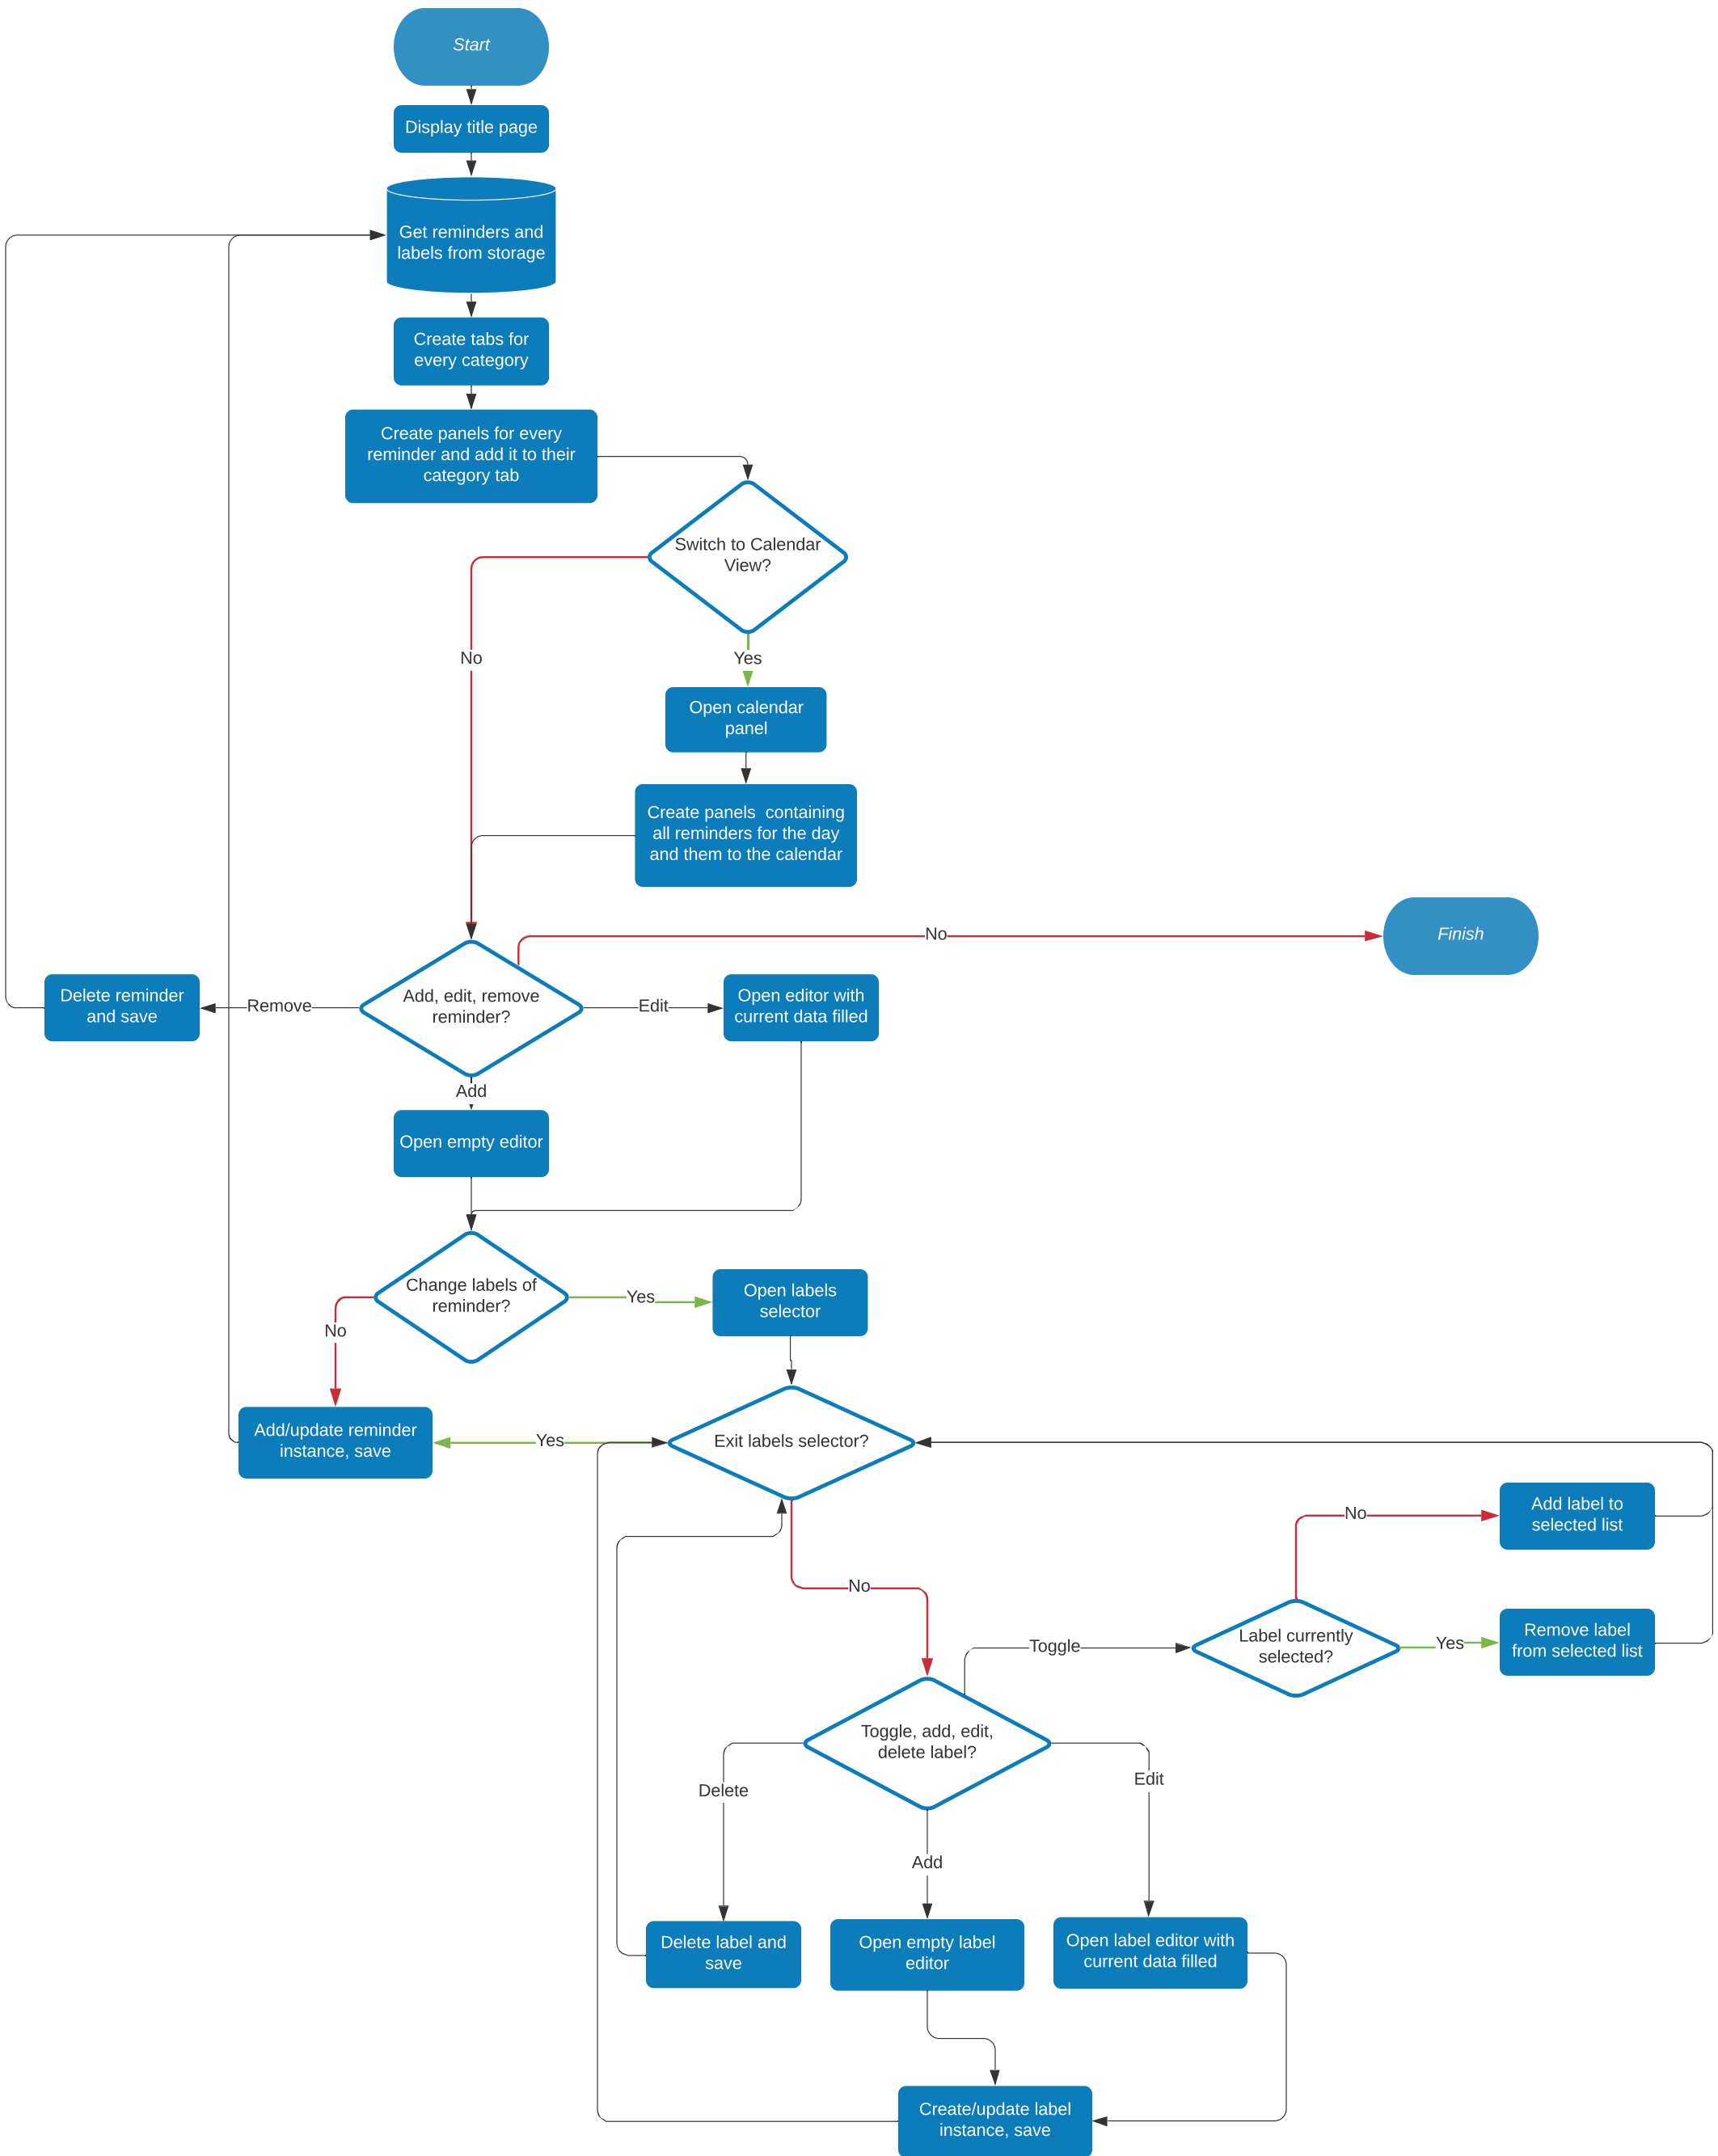 Start
Display title page
Get reminders and
labels from storage
Create tabs for
every category
Create panels for every
reminder and add it to their
category tab
Switch to Calendar
View?
No
Yes
Open calendar
panel
Create panels  containing
all reminders for the day
and them to the calendar
No
Finish
Delete reminder
and save
Remove
Add, edit, remove
reminder?
Edit
Open editor with
current data filled
Add
Open empty editor
Change labels of
reminder?
Yes
Open labels
selector
No
Add/update reminder
instance, save
Yes
Exit labels selector?
No
Add label to
selected list
No
Toggle
Label currently
selected?
Yes
Remove label
from selected list
Toggle, add, edit,
delete label?
Delete
Edit
Add
Delete label and
save
Open empty label
editor
Open label editor with
current data filled
Create/update label
instance, save